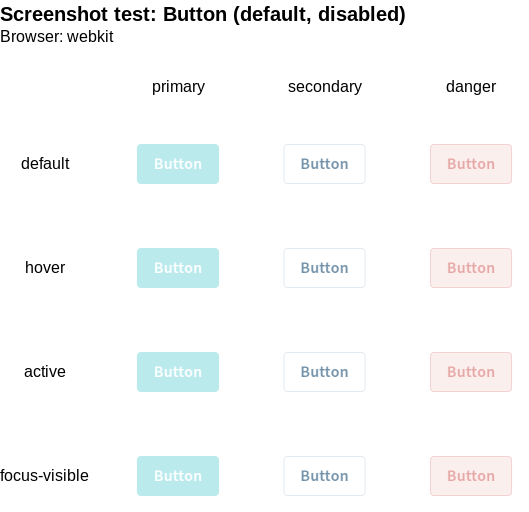 Screenshot test: Button (default, disabled)
Browser: webkit
primary secondary danger
default Button Button Button
hover Button Button Button
active Button Button Button
focus-visible Button Button Button